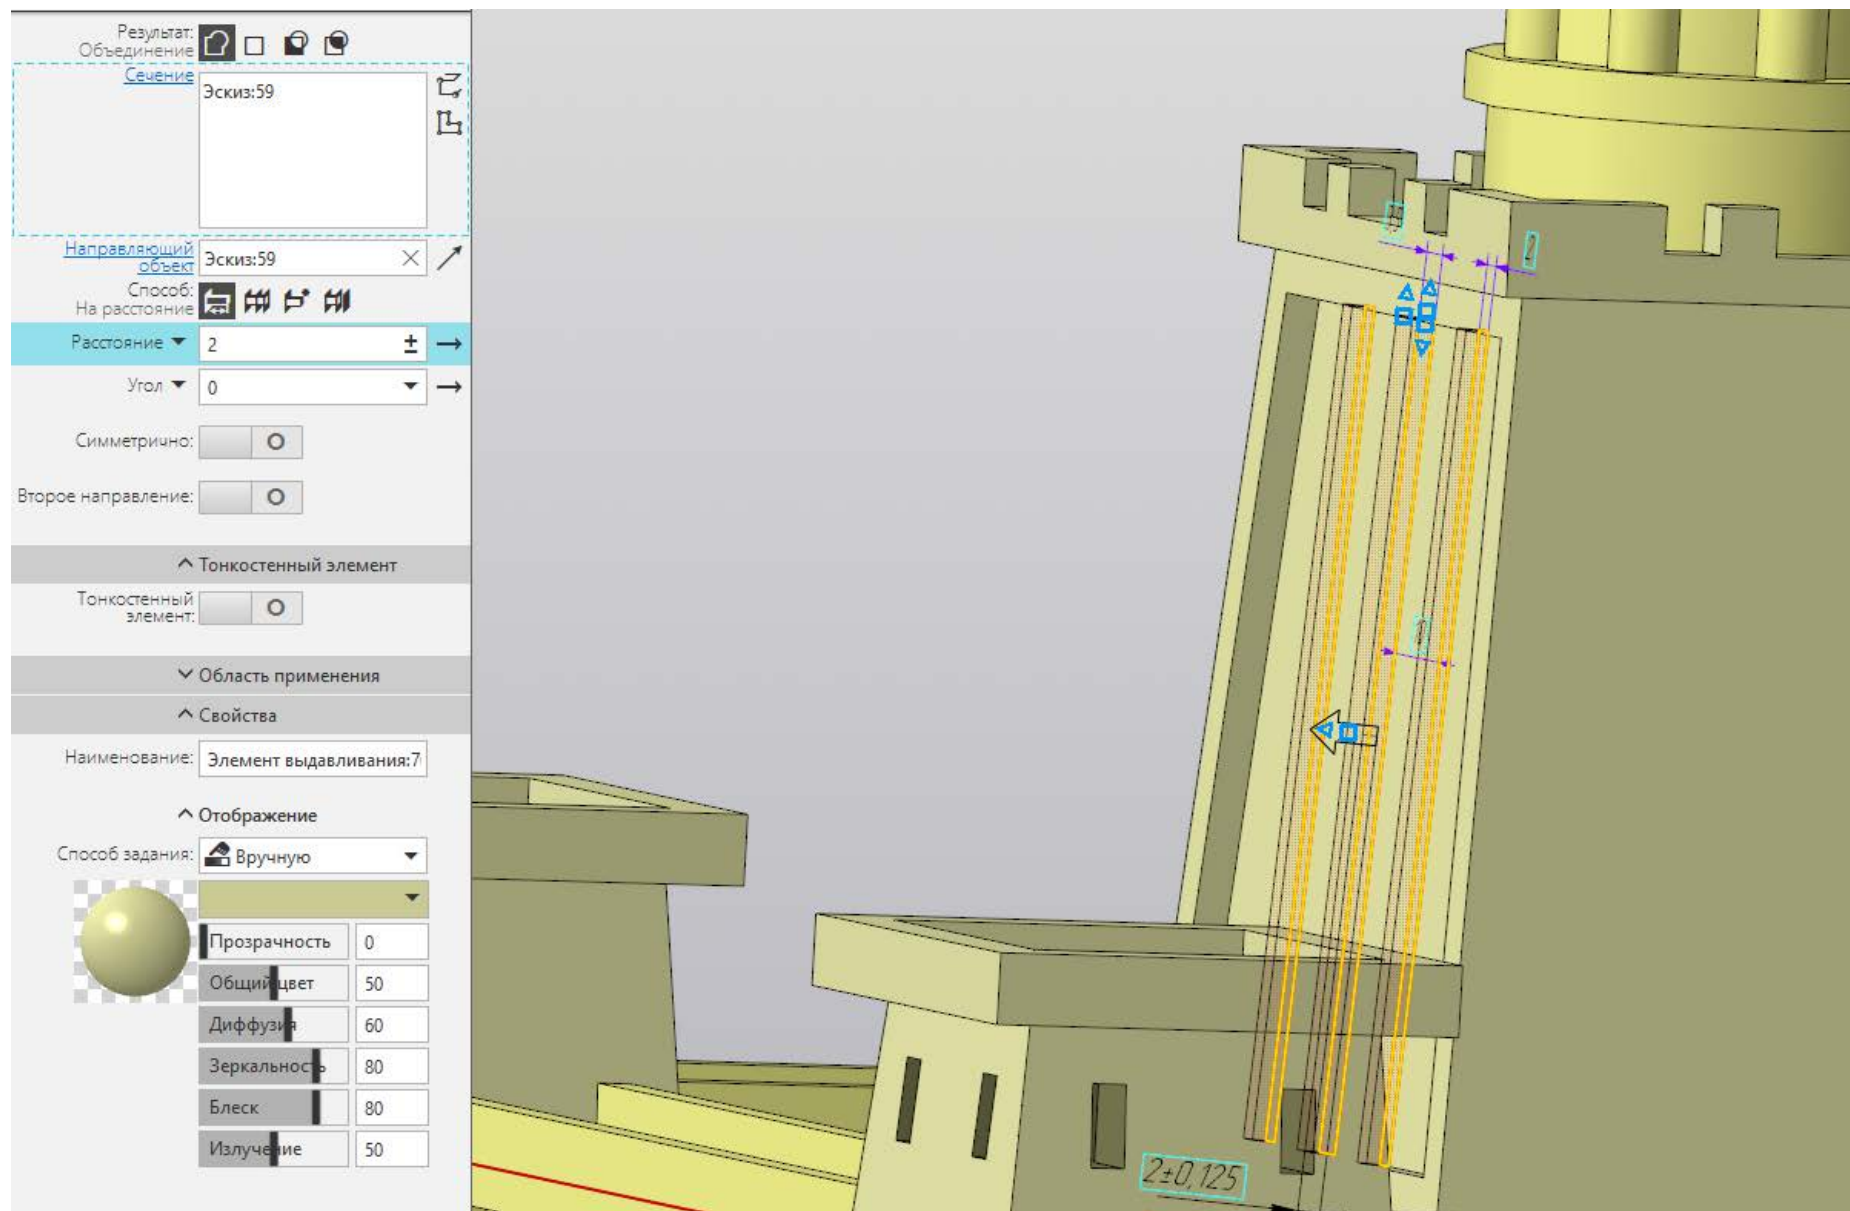 Результат:
Объединение
Сечение
Эскиз:59
Направляющий
объект
Эскиз:59
Способ:
На расстояние
Расстояние
2
Угол
0
Симметрично:
Второе направление:
Тонкостенный элемент
Тонкостенный
элемент:
Область применения
Свойства
Наименование:
Элемент выдавливания:7
Отображение
Способ задания:
Вручную
Прозрачность 0
Общий цвет 50
Диффузия 60
Зеркальность 80
Блеск 80
Излучение 50
2±0,125